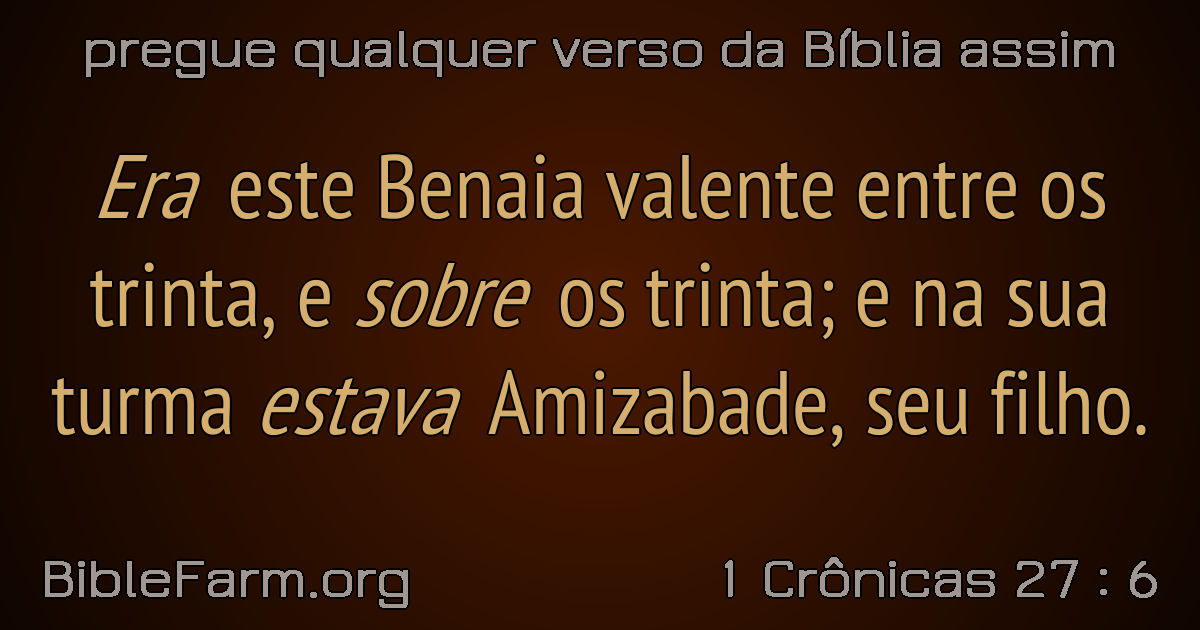 pregue qualquer verso da Bíblia assim
Era este Benaia valente entre os
trinta, e sobre os trinta; e na sua
turma estava Amizabade, seu filho.
BibleFarm.org
1 Crônicas 27 : 6